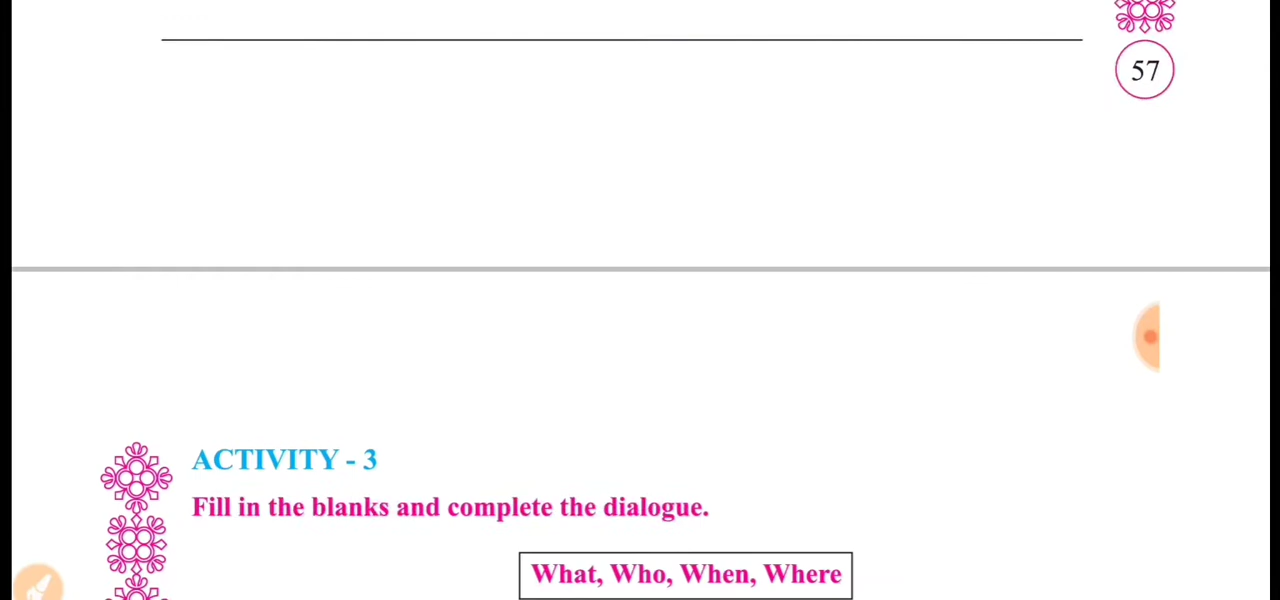 57
ACTIVITY - 3
Fill in the blanks and complete the dialogue.
What, Who, When, Where